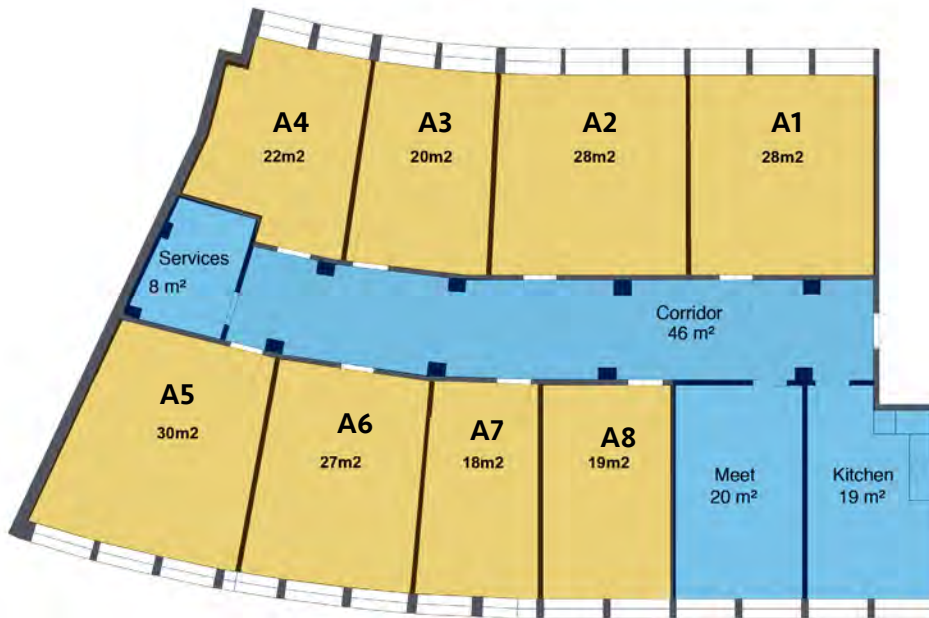 A4
22m2
A3
20m2
A2
28m2
A1
28m2
Services
8 m²
Corridor
46 m²
A5
30m2
A6
27m2
A7
18m2
A8
19m2
Meet
20 m²
Kitchen
19 m²